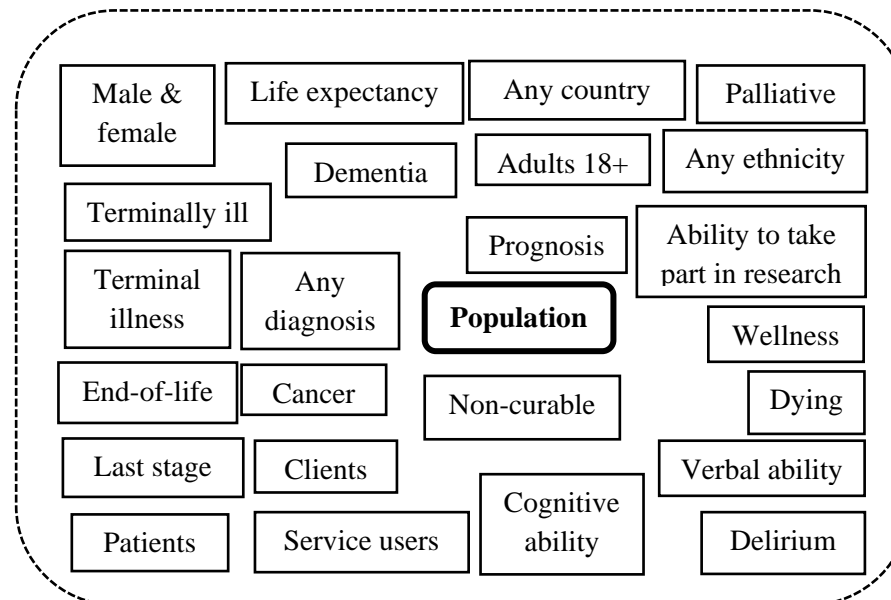 Male &
female
Life expectancy
Any country
Palliative
Dementia
Adults 18+
Any ethnicity
Terminally ill
Prognosis
Ability to take
part in research
Terminal
illness
Any
diagnosis
Population
Wellness
End-of-life
Cancer
Non-curable
Dying
Last stage
Clients
Verbal ability
Patients
Service users
Cognitive
ability
Delirium